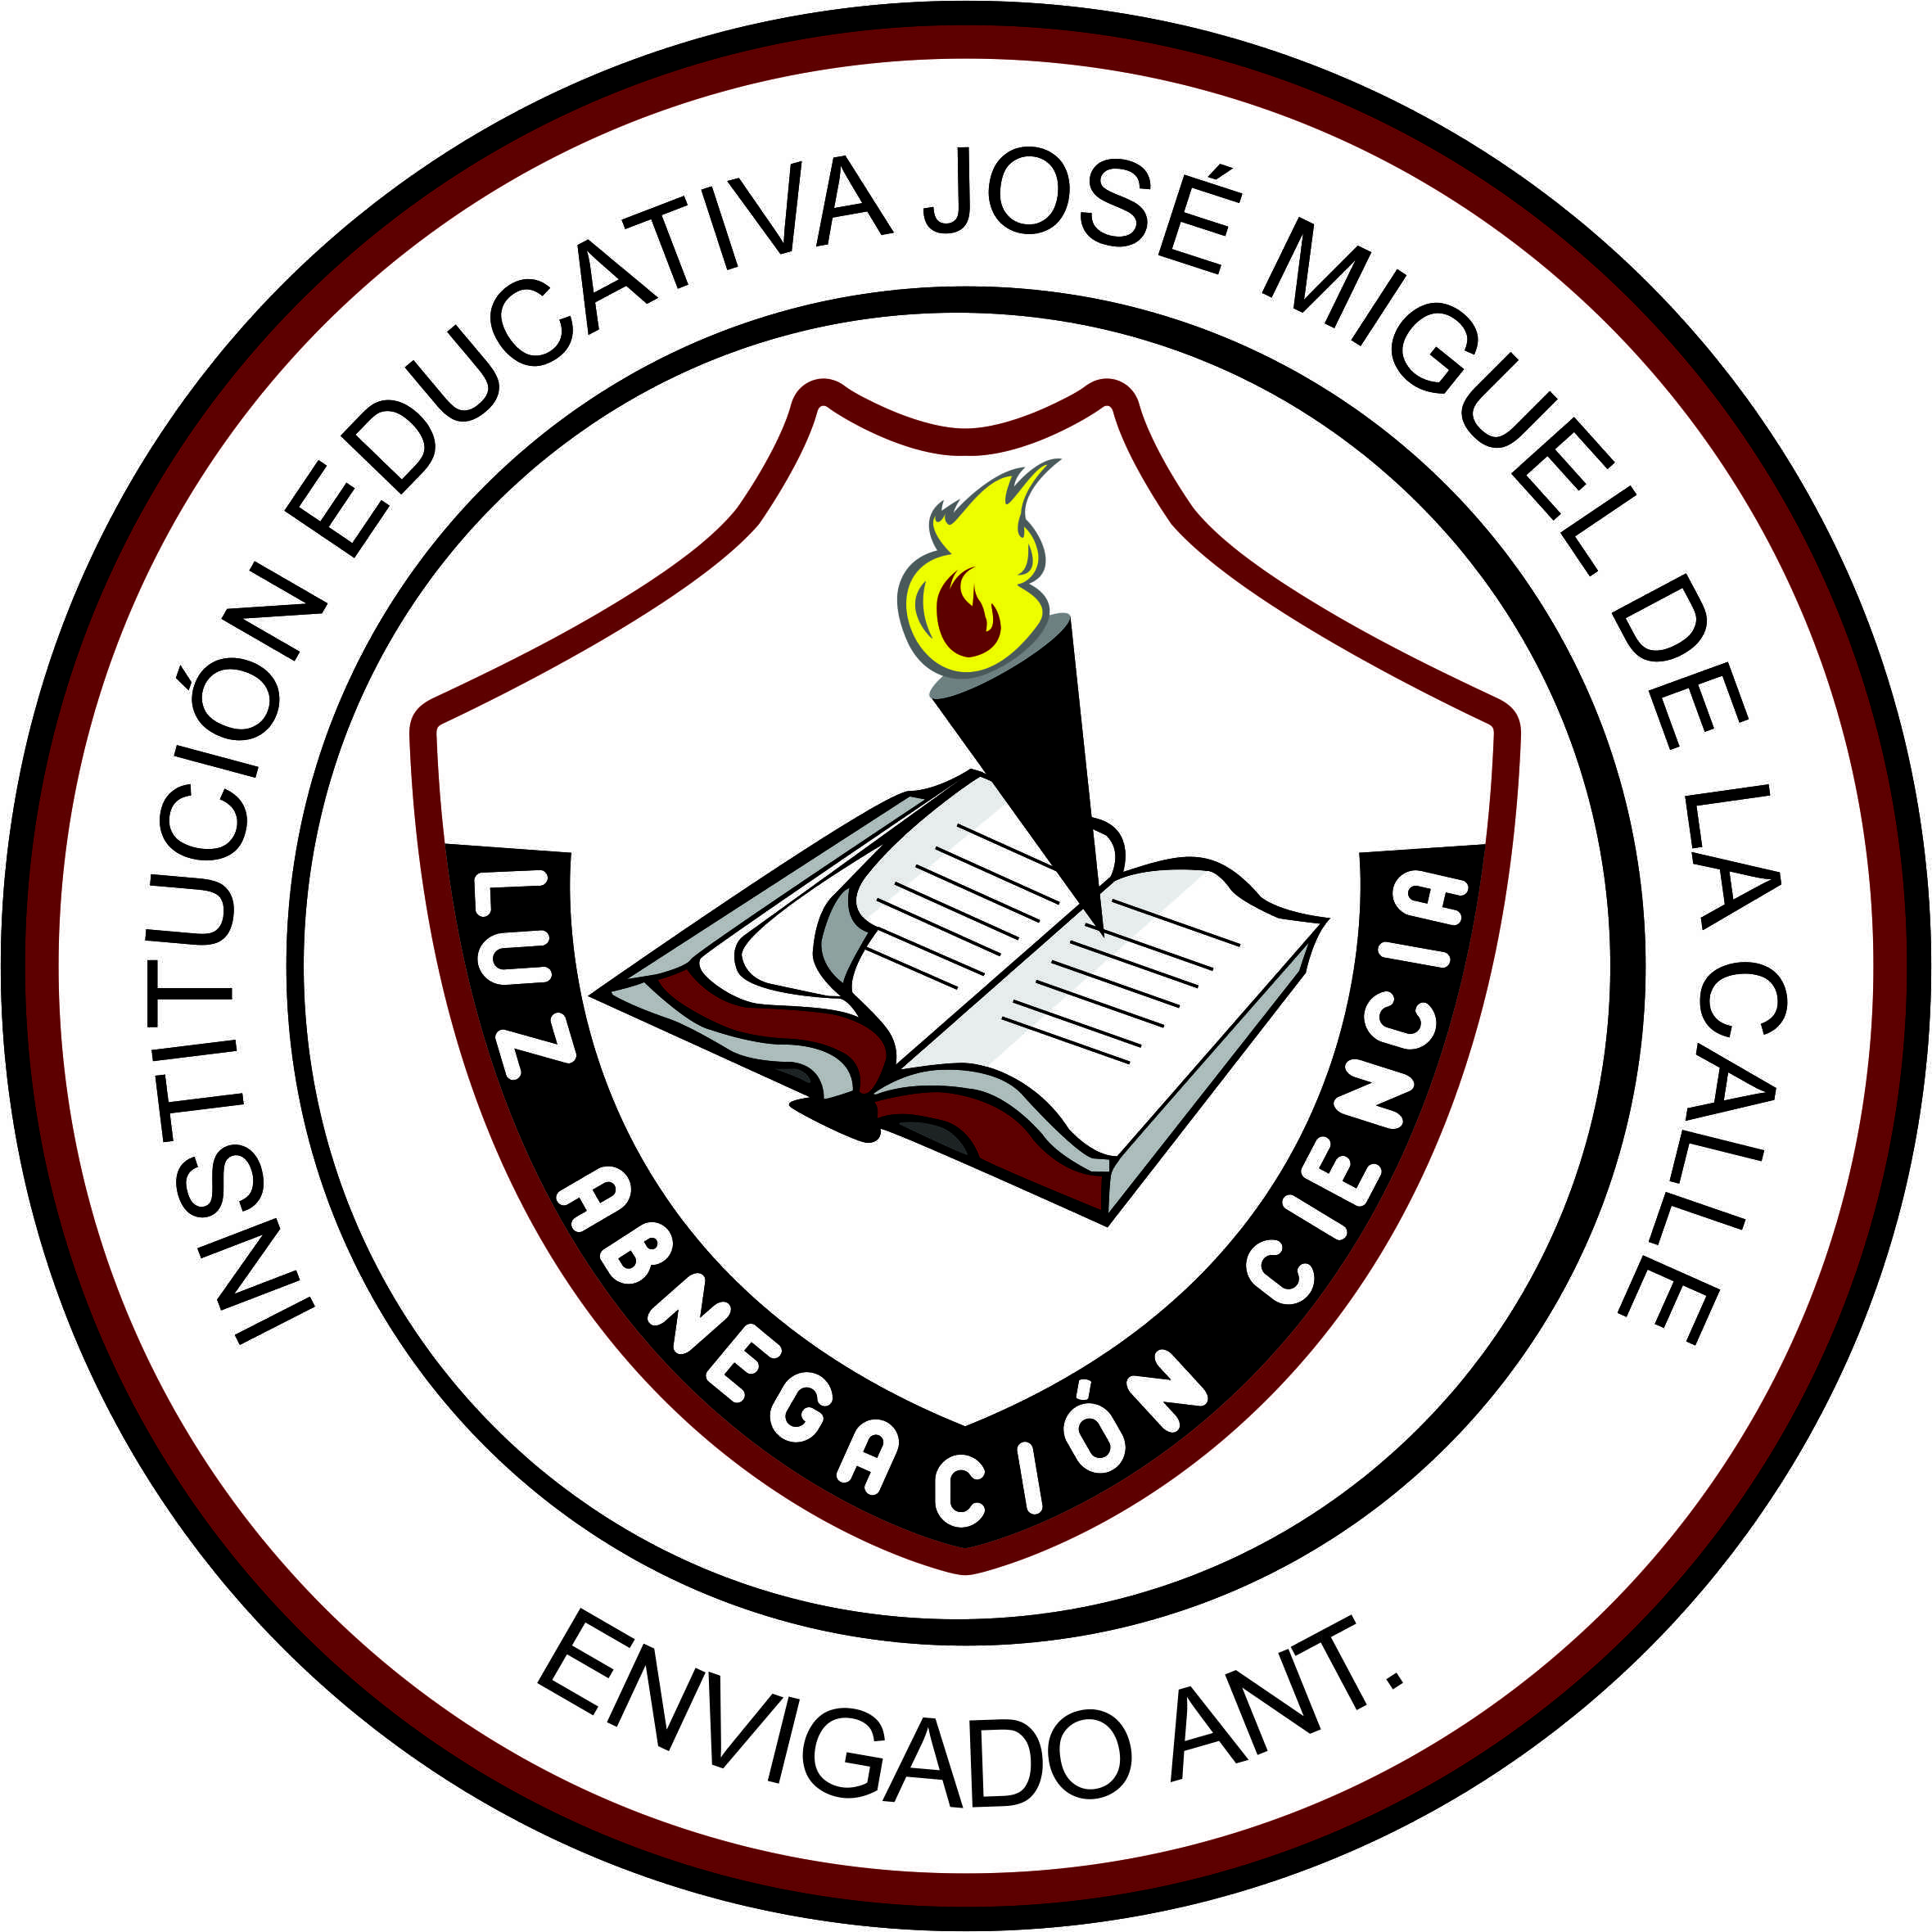 INSTITUCIÓN EDUCATIVA JOSÉ MIGUEL DE LA CALLE
LUZ
ABNEGACIÓN
CIENCIA
ENVIGADO ANT.